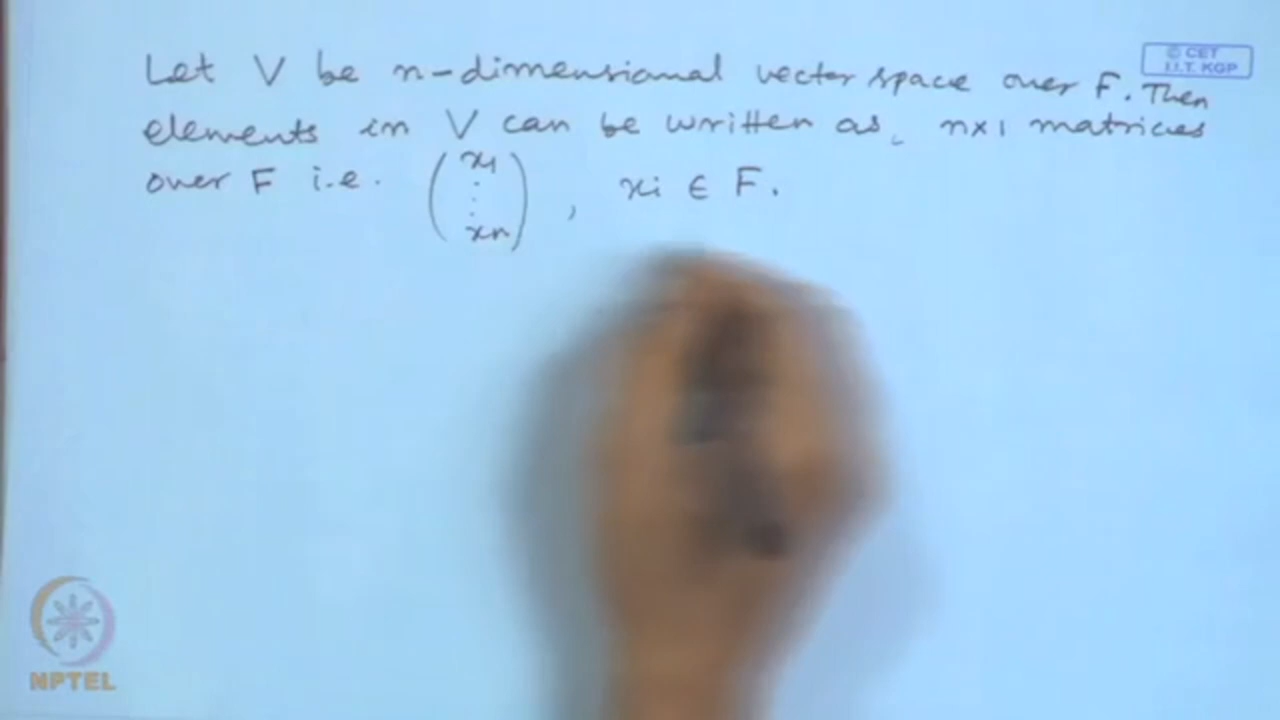 © CET
I.I.T. KGP
Let V be n-dimensional vector space over F. Then
elements in V can be written as n×1 matrices
over F i.e. (x1 ⋮ xn), xi ∈ F.
NPTEL